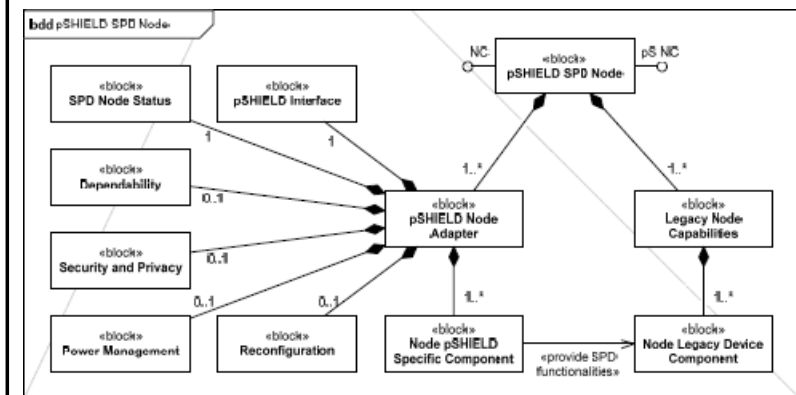 bdd pSHIELD SPD Node
NC
«block»
pSHIELD SPD Node
pS NC
«block»
SPD Node Status
«block»
pSHIELD Interface
1
1
1..*
1..*
«block»
Dependability
0..1
«block»
pSHIELD Node
Adapter
«block»
Legacy Node
Capabilities
«block»
Security and Privacy
0..1
0..1
0..1
1..*
1..*
«block»
Power Management
«block»
Reconfiguration
«block»
Node pSHIELD
Specific Component
«provide SPD
functionalities»
«block»
Node Legacy Device
Component